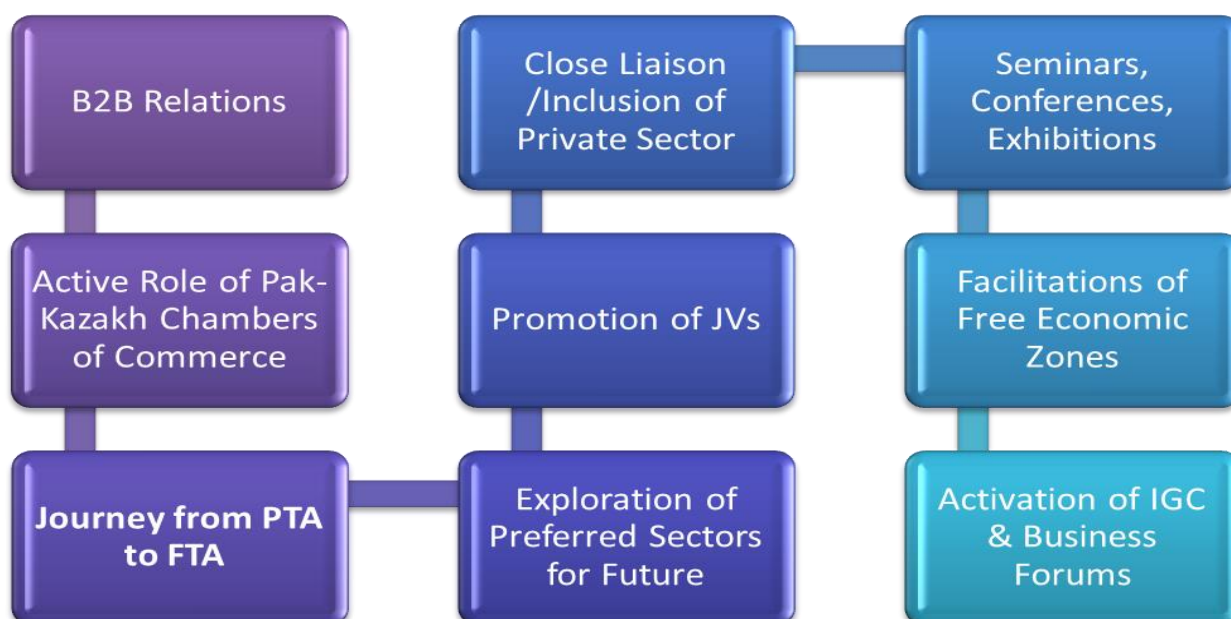 B2B Relations
Active Role of Pak-
Kazakh Chambers
of Commerce
Journey from PTA
to FTA
Exploration of
Preferred Sectors
for Future
Promotion of JVs
Close Liaison
/Inclusion of
Private Sector
Seminars,
Conferences,
Exhibitions
Facilitations of
Free Economic
Zones
Activation of IGC
& Business
Forums